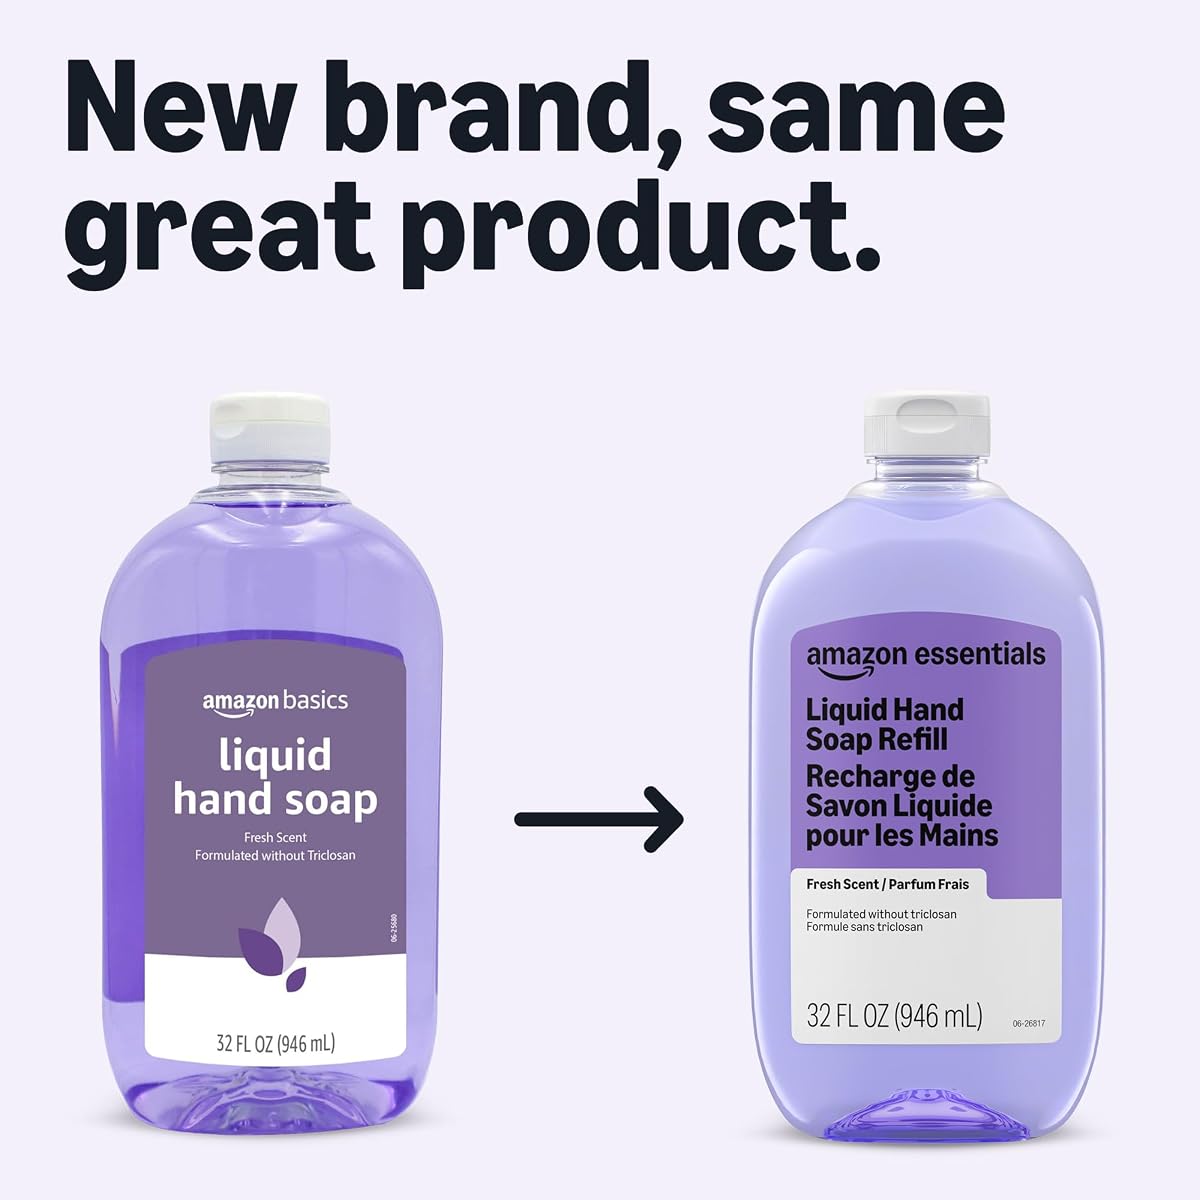 New brand, same
great product.
amazon basics
liquid
hand soap
Fresh Scent
Formulated without Triclosan
06-25680
32 FL OZ (946 mL)
amazon essentials
Liquid Hand
Soap Refill
Recharge de
Savon Liquide
pour les Mains
Fresh Scent / Parfum Frais
Formulated without triclosan
Formule sans triclosan
32 FL OZ (946 mL)
06-26817